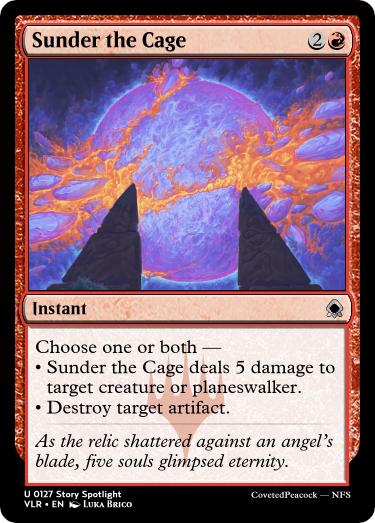 Sunder the Cage 2
Instant
Choose one or both —
• Sunder the Cage deals 5 damage to
target creature or planeswalker.
• Destroy target artifact.
As the relic shattered against an angel's
blade, five souls glimpsed eternity.
U 0127 Story Spotlight
VLR • EN Luka Brico
CovetedPeacock — NFS